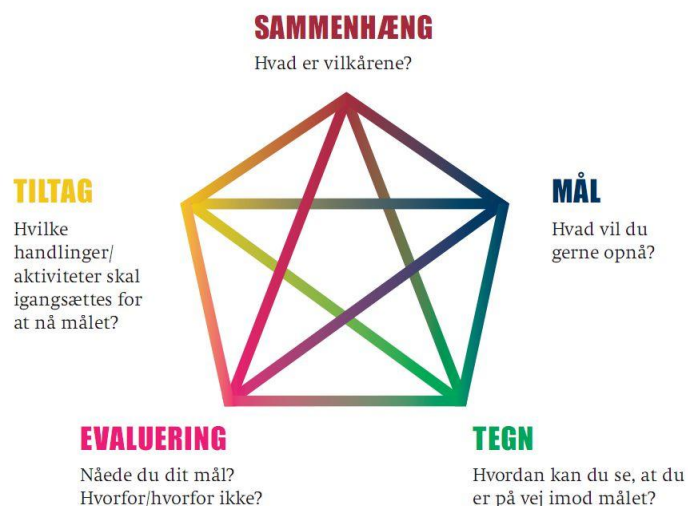 SAMMENHÆNG
Hvad er vilkårene?
TILTAG
Hvilke
handlinger/
aktiviteter skal
igangsættes for
at nå målet?
MÅL
Hvad vil du
gerne opnå?
EVALUERING
Nåede du dit mål?
Hvorfor/hvorfor ikke?
TEGN
Hvordan kan du se, at du
er på vej imod målet?